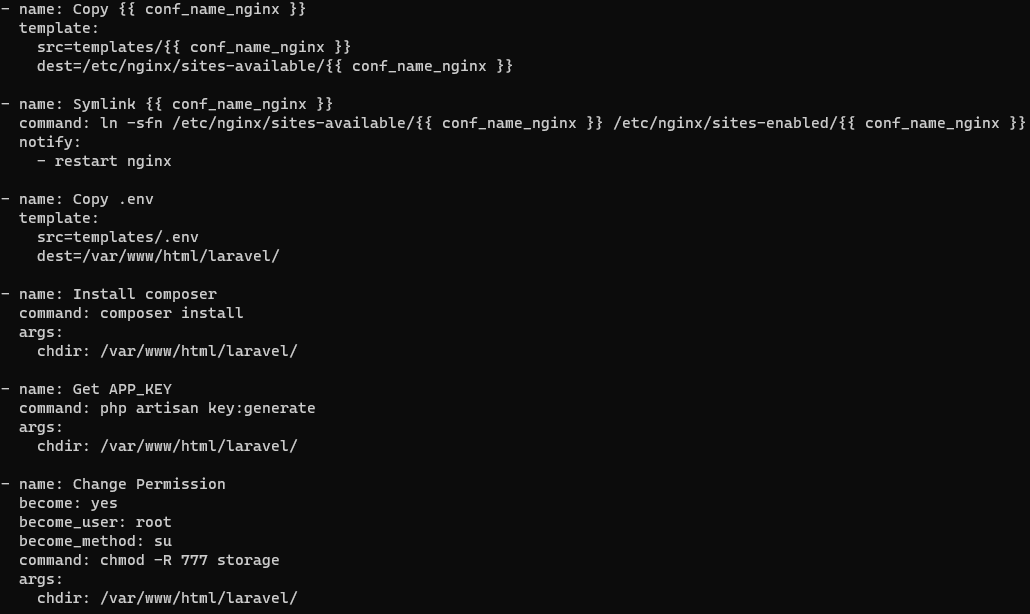 - name: Copy {{ conf_name_nginx }}
  template:
    src=templates/{{ conf_name_nginx }}
    dest=/etc/nginx/sites-available/{{ conf_name_nginx }}

- name: Symlink {{ conf_name_nginx }}
  command: ln -sfn /etc/nginx/sites-available/{{ conf_name_nginx }} /etc/nginx/sites-enabled/{{ conf_name_nginx }}
  notify:
    - restart nginx

- name: Copy .env
  template:
    src=templates/.env
    dest=/var/www/html/laravel/

- name: Install composer
  command: composer install
  args:
    chdir: /var/www/html/laravel/

- name: Get APP_KEY
  command: php artisan key:generate
  args:
    chdir: /var/www/html/laravel/

- name: Change Permission
  become: yes
  become_user: root
  become_method: su
  command: chmod -R 777 storage
  args:
    chdir: /var/www/html/laravel/